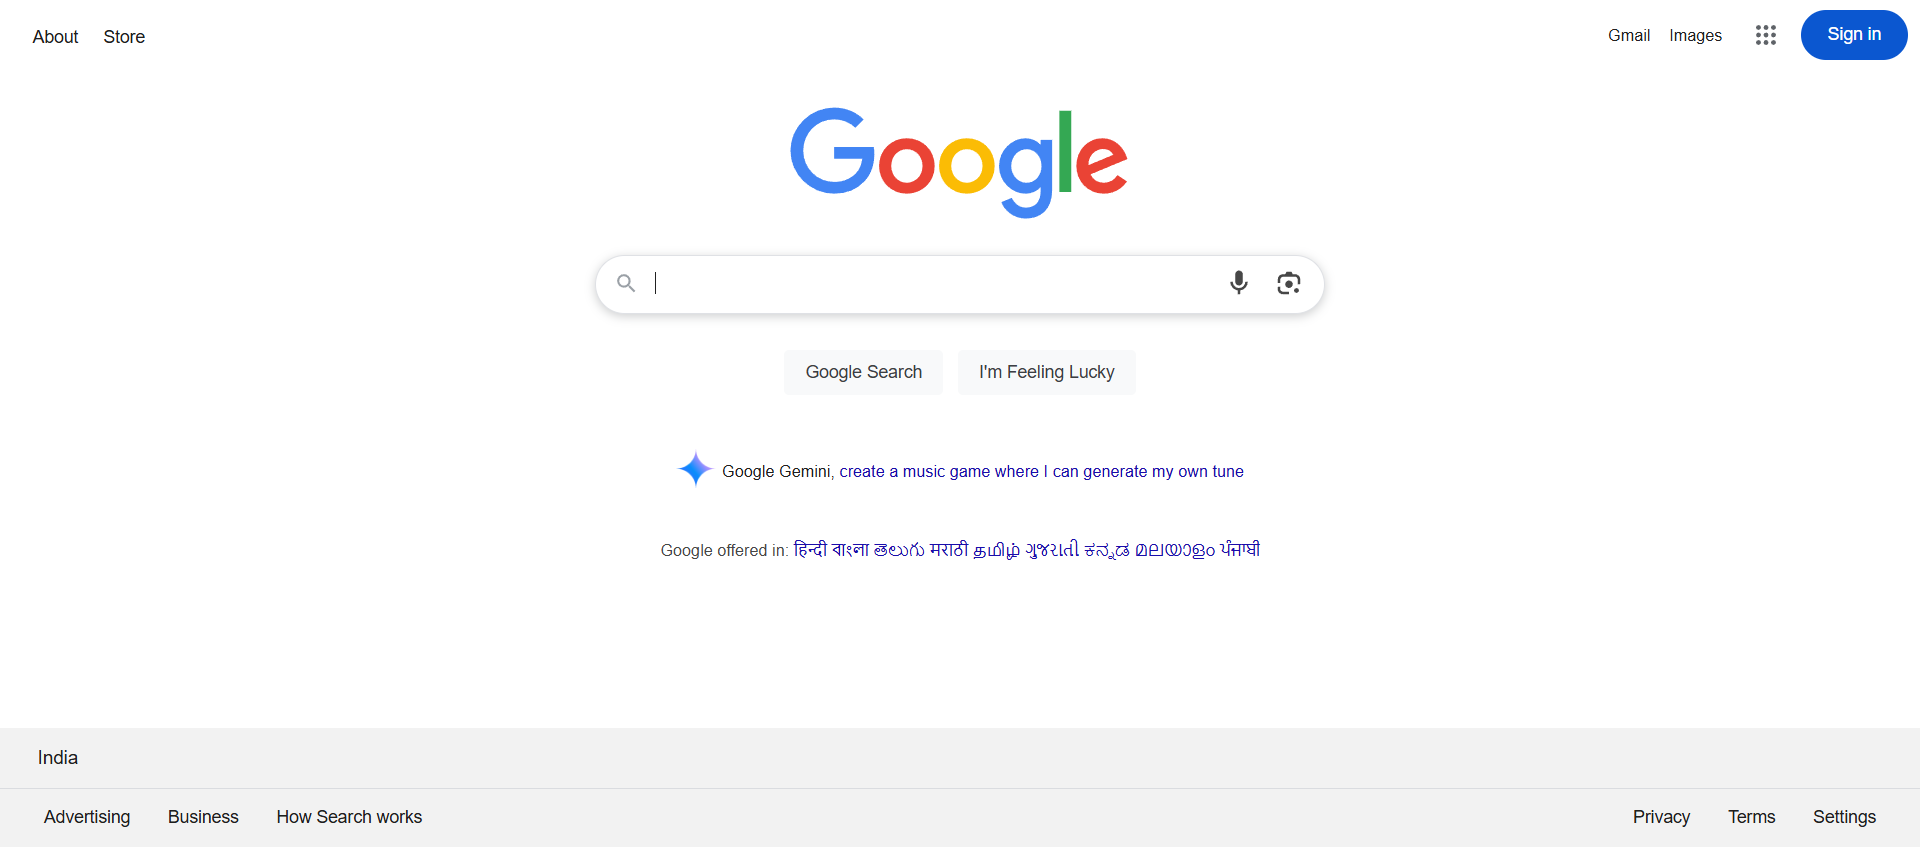 About Store
Gmail Images Sign in
Google
Google Search I'm Feeling Lucky
Google Gemini, create a music game where I can generate my own tune
Google offered in: हिन्दी বাংলা తెలుగు मराठी தமிழ் ગુજરાતી ಕನ್ನಡ മലയാളം ਪੰਜਾਬੀ
India
Advertising Business How Search works Privacy Terms Settings